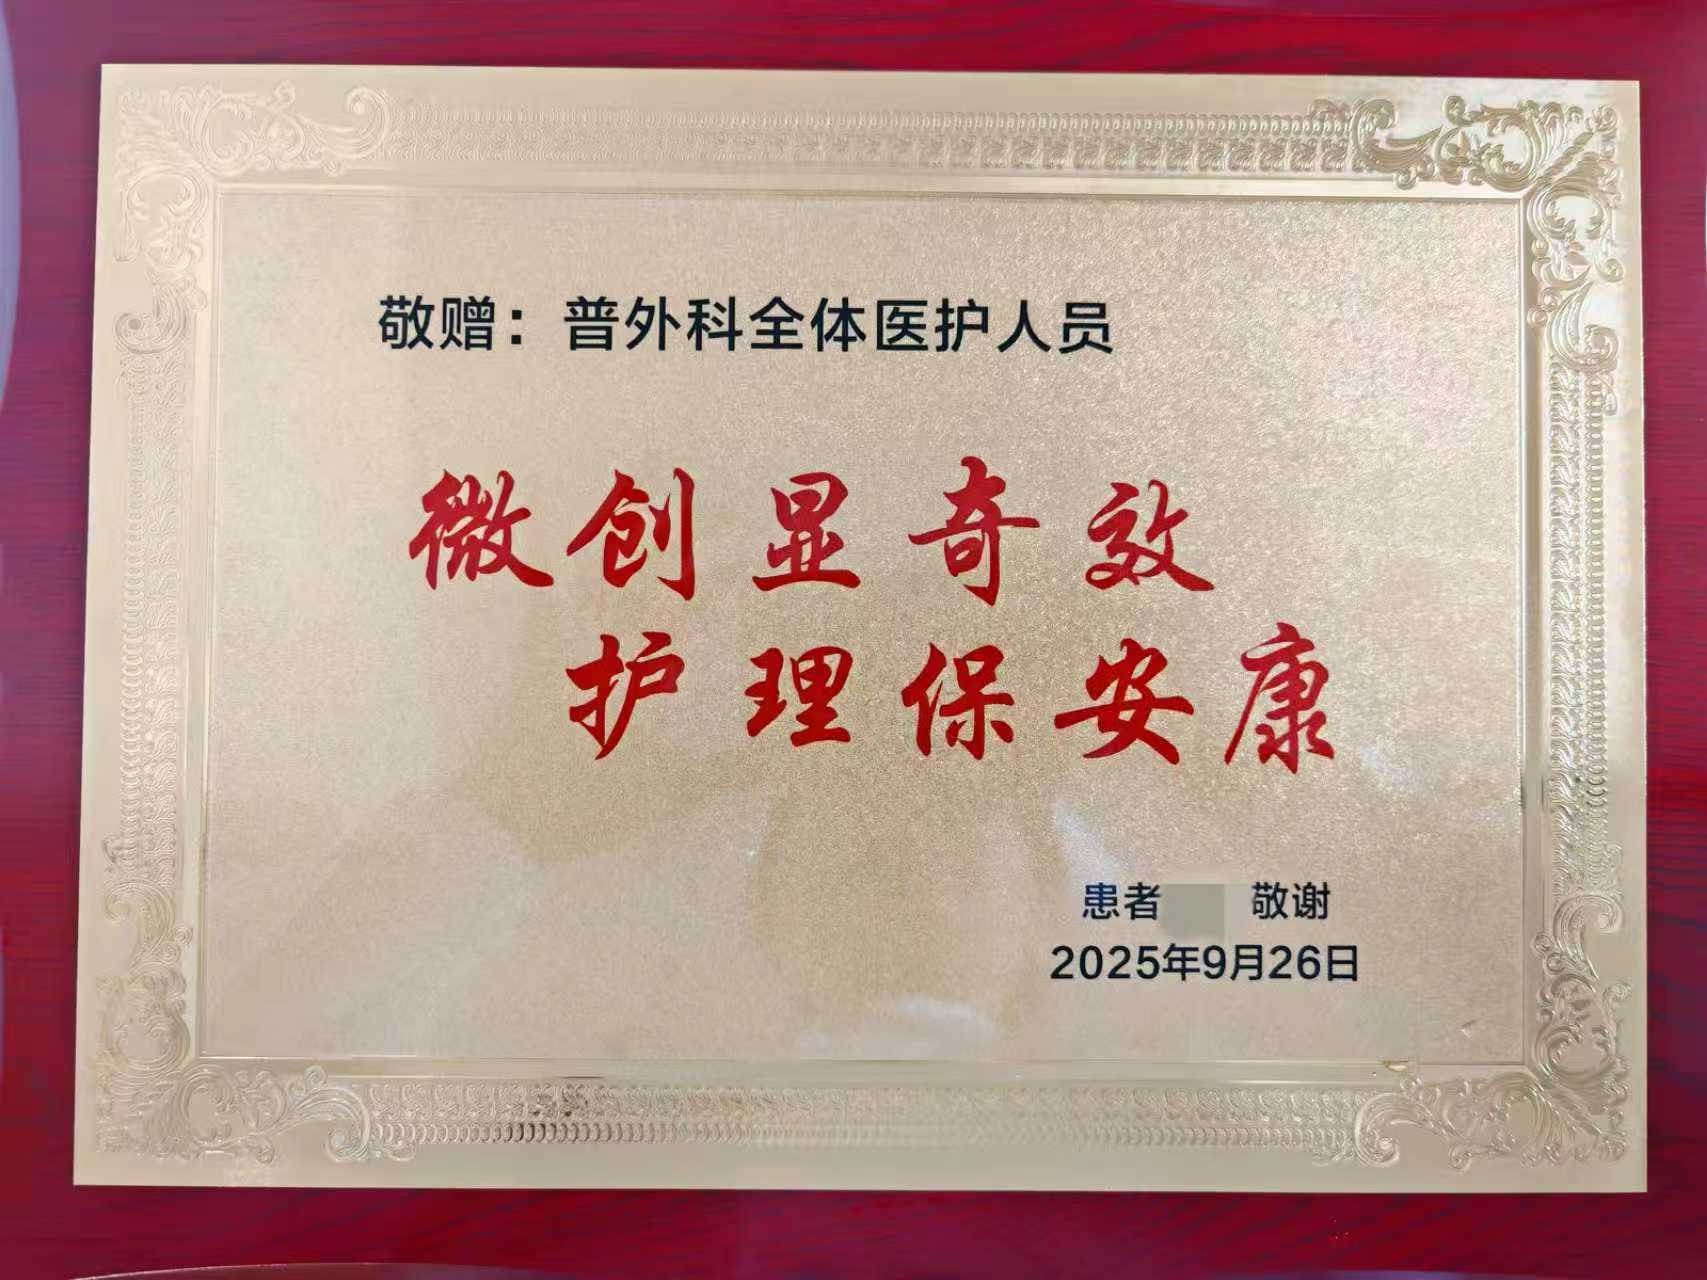 敬赠：普外科全体医护人员
微创显奇效
护理保安康
患者 敬谢
2025年9月26日